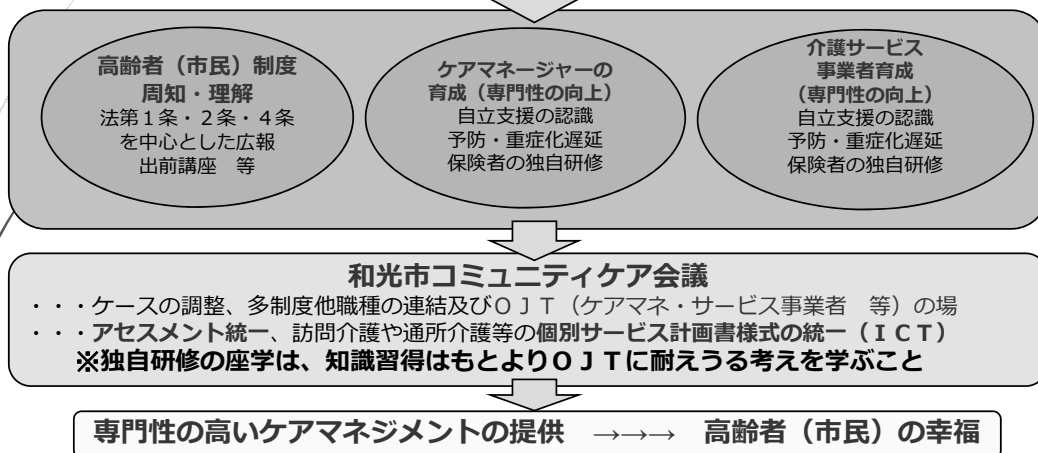 高齢者（市民）制度
周知・理解
法第１条・２条・４条
を中心とした広報
出前講座　等
ケアマネージャーの
育成（専門性の向上）
自立支援の認識
予防・重症化遅延
保険者の独自研修
介護サービス
事業者育成
（専門性の向上）
自立支援の認識
予防・重症化遅延
保険者の独自研修
和光市コミュニティケア会議
・・・ケースの調整、多制度他職種の連結及びＯＪＴ（ケアマネ・サービス事業者　等）の場
・・・アセスメント統一、訪問介護や通所介護等の個別サービス計画書様式の統一（ＩＣＴ）
※独自研修の座学は、知識習得はもとよりＯＪＴに耐えうる考えを学ぶこと
専門性の高いケアマネジメントの提供　→→→　高齢者（市民）の幸福